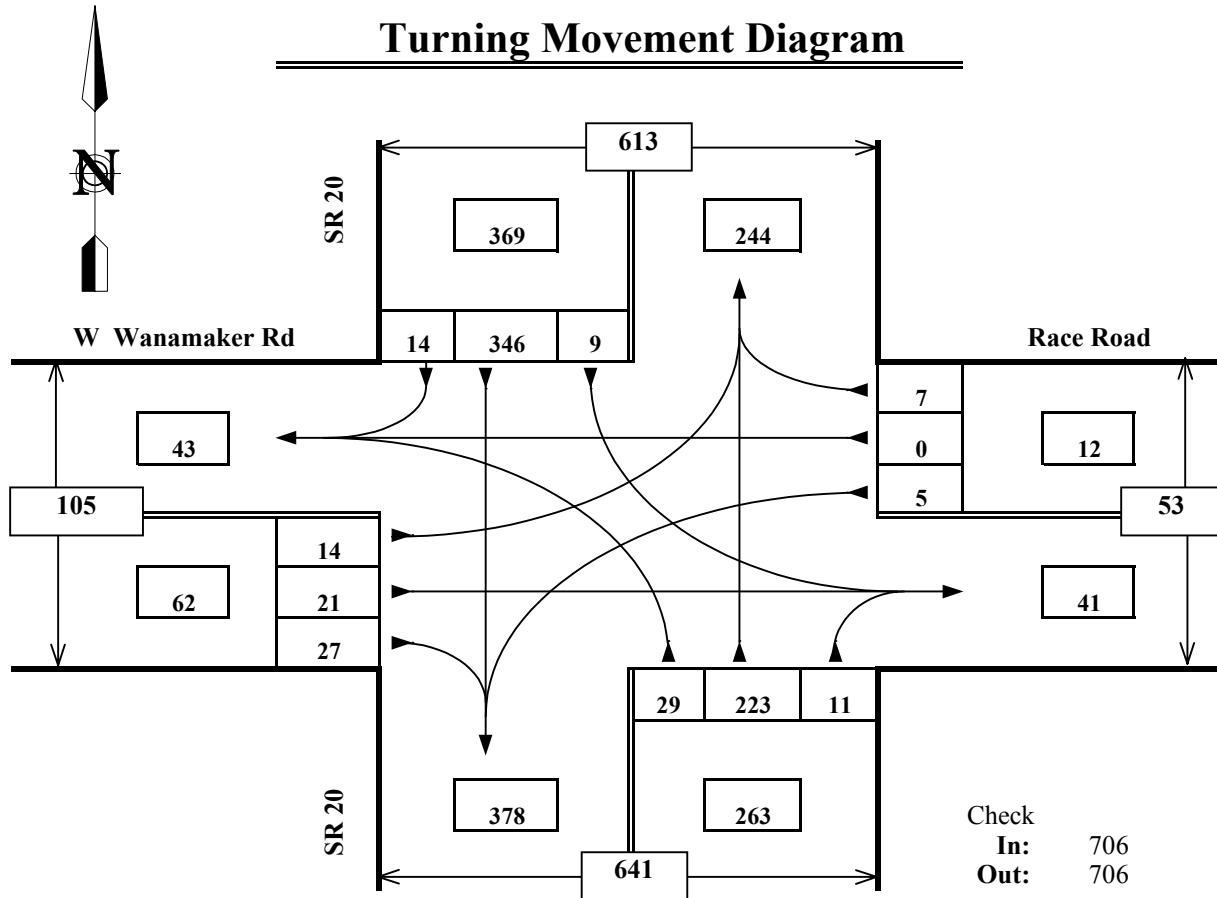 Turning Movement Diagram
N
613
SR 20
369 244
W Wanamaker Rd
14 346 9
Race Road
7
43 0 12
5
105 53
14
62 21 41
27
29 223 11
SR 20
378 263
641
Check
In: 706
Out: 706